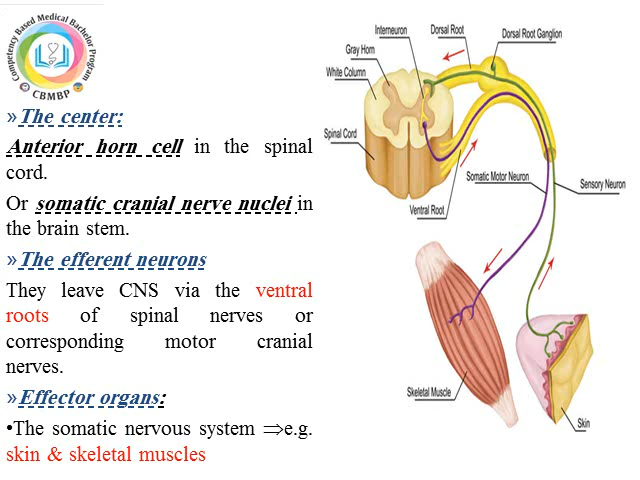 Competency Based Medical Bachelor Program
CBMBP
»The center:
Anterior horn cell in the spinal
cord.
Or somatic cranial nerve nuclei in
the brain stem.
»The efferent neurons
They leave CNS via the ventral
roots of spinal nerves or
corresponding motor cranial
nerves.
»Effector organs:
•The somatic nervous system ⇒e.g.
skin & skeletal muscles
Interneuron
Dorsal Root
Dorsal Root Ganglion
Gray Horn
White Column
Spinal Cord
Somatic Motor Neuron
Sensory Neuron
Ventral Root
Skeletal Muscle
Skin